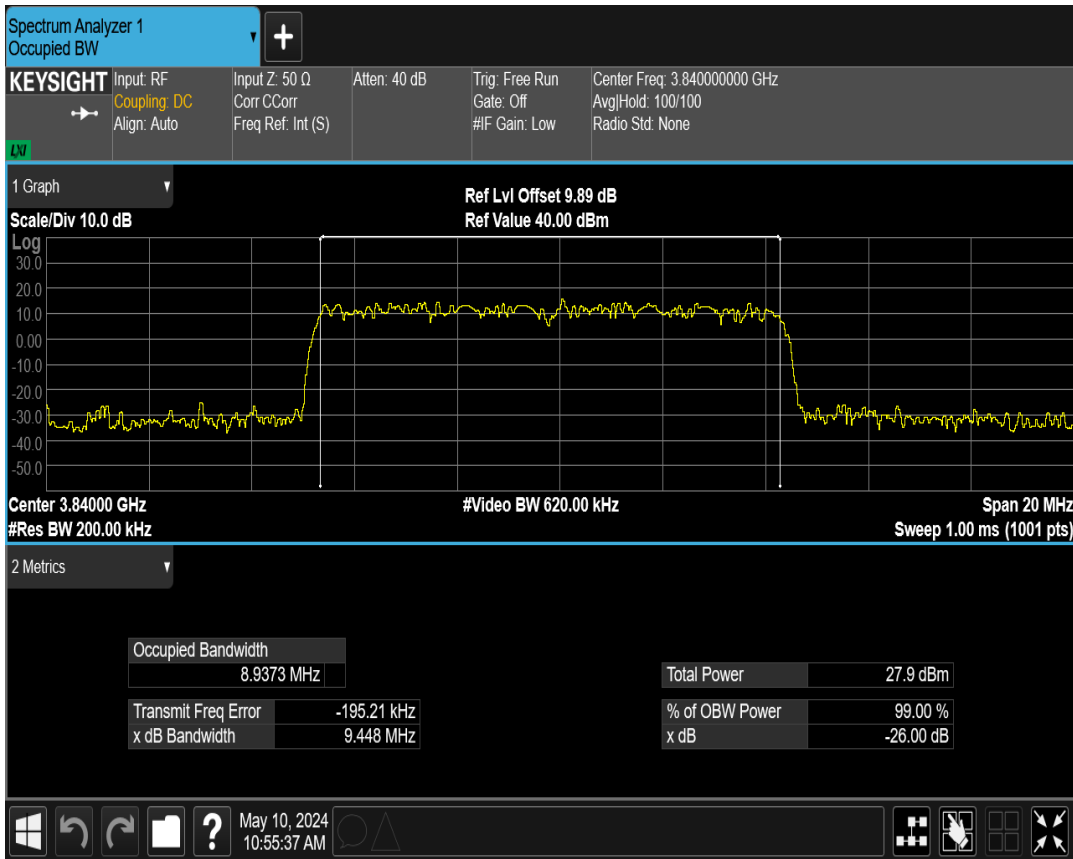 Spectrum Analyzer 1
Occupied BW
+
KEYSIGHT
LXI
Input: RF
Coupling: DC
Align: Auto
Input Z: 50 Ω
Corr CCorr
Freq Ref: Int (S)
Atten: 40 dB
Trig: Free Run
Gate: Off
#IF Gain: Low
Center Freq: 3.840000000 GHz
Avg|Hold: 100/100
Radio Std: None
1 Graph
Scale/Div 10.0 dB
Ref Lvl Offset 9.89 dB
Ref Value 40.00 dBm
Log
30.0
20.0
10.0
0.00
-10.0
-20.0
-30.0
-40.0
-50.0
Center 3.84000 GHz
#Video BW 620.00 kHz
Span 20 MHz
#Res BW 200.00 kHz
Sweep 1.00 ms (1001 pts)
2 Metrics
Occupied Bandwidth
8.9373 MHz
Total Power 27.9 dBm
Transmit Freq Error -195.21 kHz
% of OBW Power 99.00 %
x dB Bandwidth 9.448 MHz
x dB -26.00 dB
?
May 10, 2024
10:55:37 AM